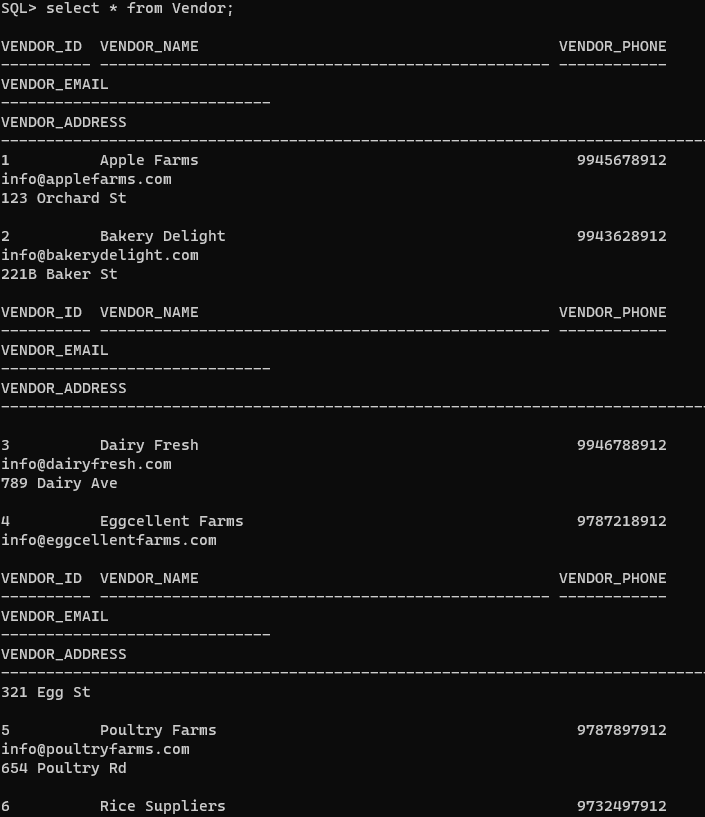 SQL> select * from Vendor;
VENDOR_ID  VENDOR_NAME                                        VENDOR_PHONE
---------- -------------------------------------------------- ------------
VENDOR_EMAIL
------------------------------
VENDOR_ADDRESS
--------------------------------------------------------------------------------
1          Apple Farms                                          9945678912
info@applefarms.com
123 Orchard St
2          Bakery Delight                                       9943628912
info@bakerydelight.com
221B Baker St
VENDOR_ID  VENDOR_NAME                                        VENDOR_PHONE
---------- -------------------------------------------------- ------------
VENDOR_EMAIL
------------------------------
VENDOR_ADDRESS
--------------------------------------------------------------------------------
3          Dairy Fresh                                          9946788912
info@dairyfresh.com
789 Dairy Ave
4          Eggcellent Farms                                     9787218912
info@eggcellentfarms.com
VENDOR_ID  VENDOR_NAME                                        VENDOR_PHONE
---------- -------------------------------------------------- ------------
VENDOR_EMAIL
------------------------------
VENDOR_ADDRESS
--------------------------------------------------------------------------------
321 Egg St
5          Poultry Farms                                        9787897912
info@poultryfarms.com
654 Poultry Rd
6          Rice Suppliers                                       9732497912